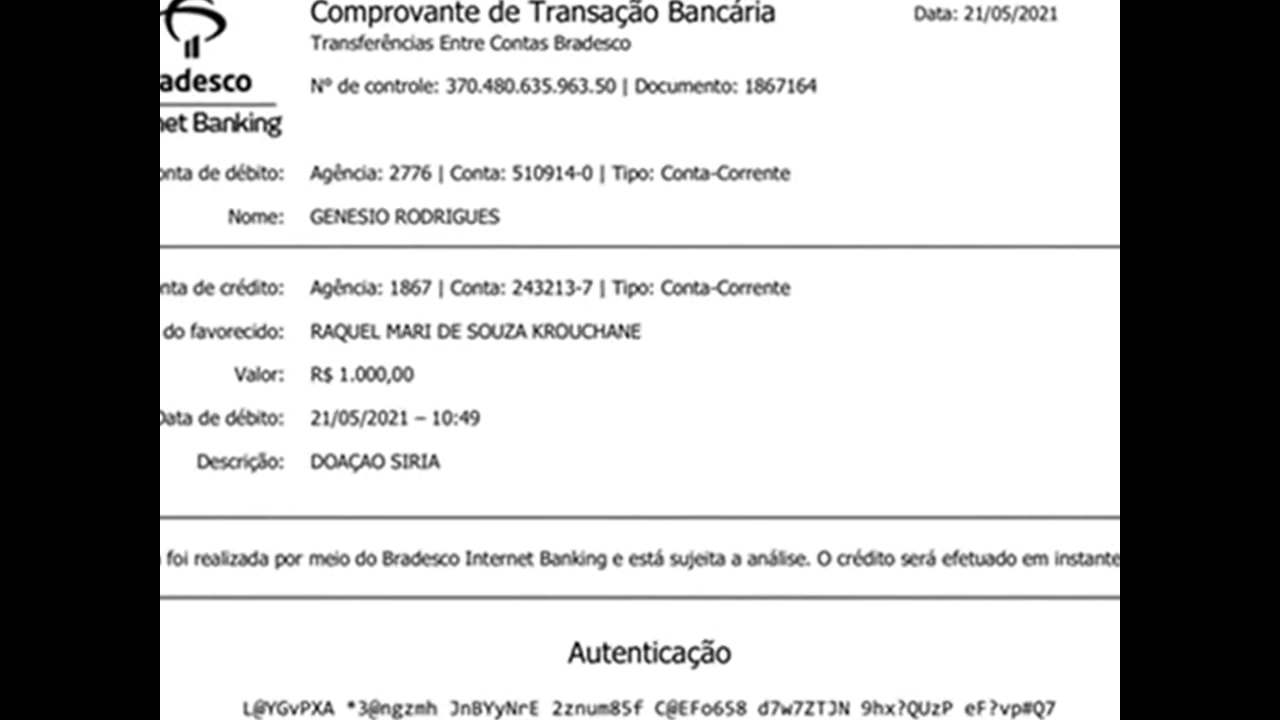 Comprovante de Transação Bancária
Data: 21/05/2021
Transferências Entre Contas Bradesco
Nº de controle: 370.480.635.963.50 | Documento: 1867164
adesco
net Banking
onta de débito: Agência: 2776 | Conta: 510914-0 | Tipo: Conta-Corrente
Nome: GENESIO RODRIGUES
nta de crédito: Agência: 1867 | Conta: 243213-7 | Tipo: Conta-Corrente
do favorecido: RAQUEL MARI DE SOUZA KROUCHANE
Valor: R$ 1.000,00
Data de débito: 21/05/2021 – 10:49
Descrição: DOAÇAO SIRIA
foi realizada por meio do Bradesco Internet Banking e está sujeita a análise. O crédito será efetuado em instante
Autenticação
L@YGvPXA *3@ngzmh JnBYyNrE 2znum85f C@EFo658 d7w7ZTJN 9hx?QUzP eF?vp#Q7